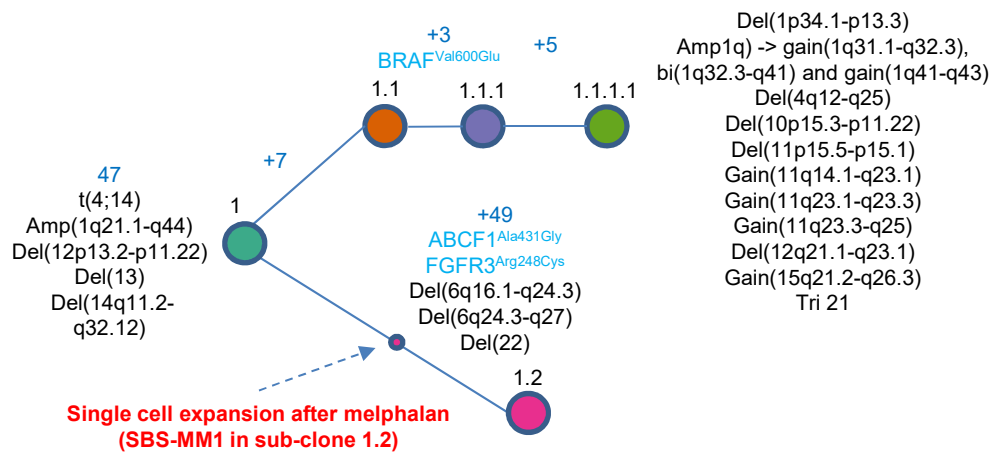 +3
BRAFVal600Glu
1.1
+5
1.1.1
1.1.1.1
Del(1p34.1-p13.3)
Amp1q) -> gain(1q31.1-q32.3),
bi(1q32.3-q41) and gain(1q41-q43)
Del(4q12-q25)
Del(10p15.3-p11.22)
Del(11p15.5-p15.1)
Gain(11q14.1-q23.1)
Gain(11q23.1-q23.3)
Gain(11q23.3-q25)
Del(12q21.1-q23.1)
Gain(15q21.2-q26.3)
Tri 21
+7
47
t(4;14)
Amp(1q21.1-q44)
Del(12p13.2-p11.22)
Del(13)
Del(14q11.2-
q32.12)
1
+49
ABCF1Ala431Gly
FGFR3Arg248Cys
Del(6q16.1-q24.3)
Del(6q24.3-q27)
Del(22)
1.2
Single cell expansion after melphalan
(SBS-MM1 in sub-clone 1.2)